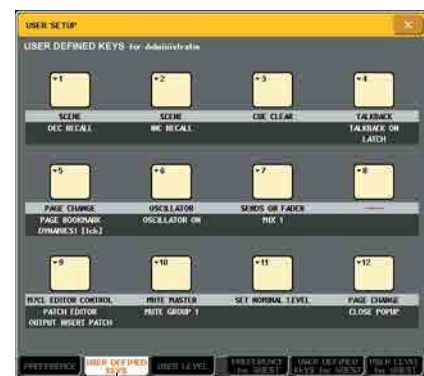 USER SETUP
USER DEFINED KEYS for Administrator
1
2
3
4
SCENE
SCENE
CUE CLEAR
TALKBACK
DEC RECALL
INC RECALL
TALKBACK ON
LATCH
5
6
7
8
PAGE CHANGE
OSCILLATOR
SENDS ON FADER
PAGE BOOKMARK
OSCILLATOR ON
MIX 1
DYNAMICS1 [1ch]
9
10
11
12
M7CL EDITOR CONTROL
MUTE MASTER
SET NOMINAL LEVEL
PAGE CHANGE
PATCH EDITOR
MUTE GROUP 1
CLOSE POPUP
OUTPUT INSERT PATCH
PREFERENCE
USER DEFINED
KEYS
USER LEVEL
PREFERENCE
for GUEST
USER DEFINED
KEYS for GUEST
USER LEVEL
for GUEST